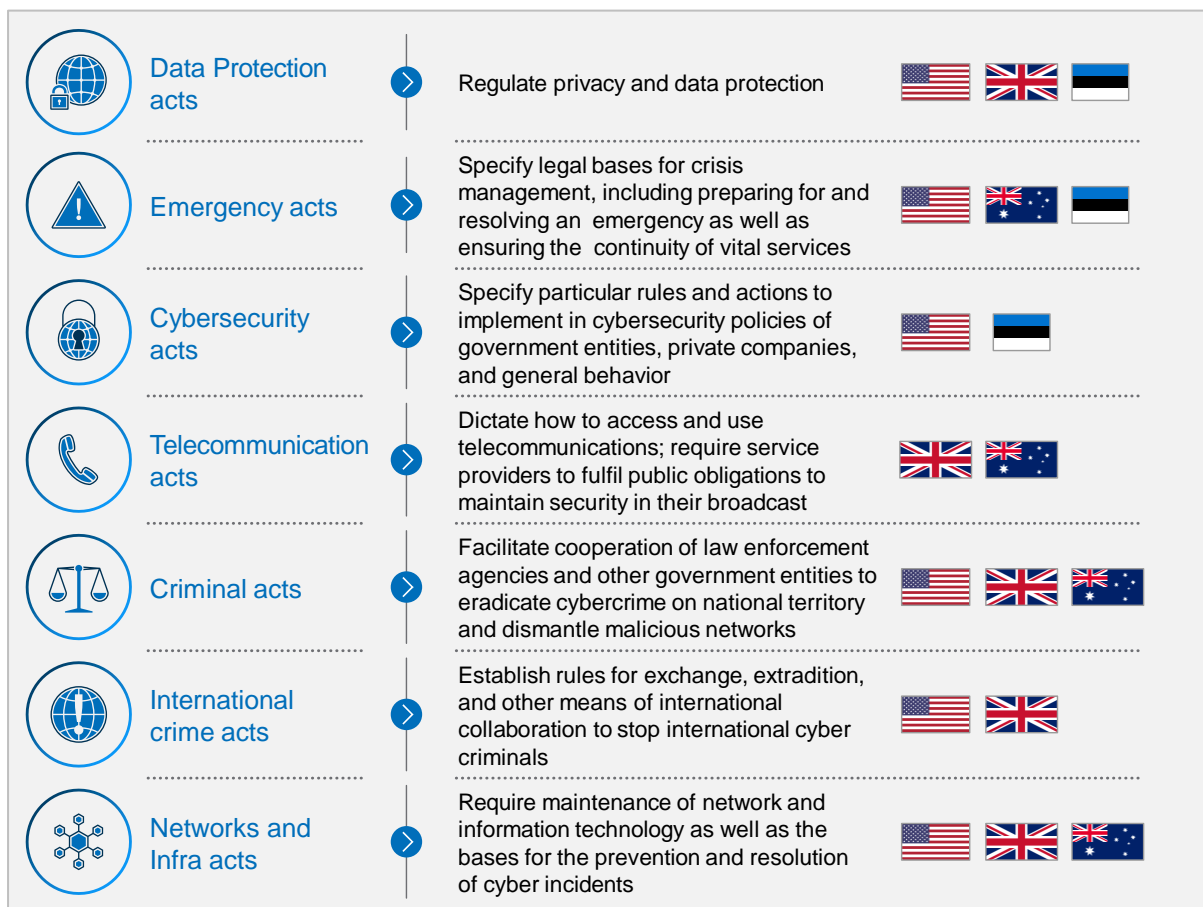 Data Protection
acts
Regulate privacy and data protection
Emergency acts
Specify legal bases for crisis
management, including preparing for and
resolving an emergency as well as
ensuring the continuity of vital services
Cybersecurity
acts
Specify particular rules and actions to
implement in cybersecurity policies of
government entities, private companies,
and general behavior
Telecommunication
acts
Dictate how to access and use
telecommunications; require service
providers to fulfil public obligations to
maintain security in their broadcast
Criminal acts
Facilitate cooperation of law enforcement
agencies and other government entities to
eradicate cybercrime on national territory
and dismantle malicious networks
International
crime acts
Establish rules for exchange, extradition,
and other means of international
collaboration to stop international cyber
criminals
Networks and
Infra acts
Require maintenance of network and
information technology as well as the
bases for the prevention and resolution
of cyber incidents